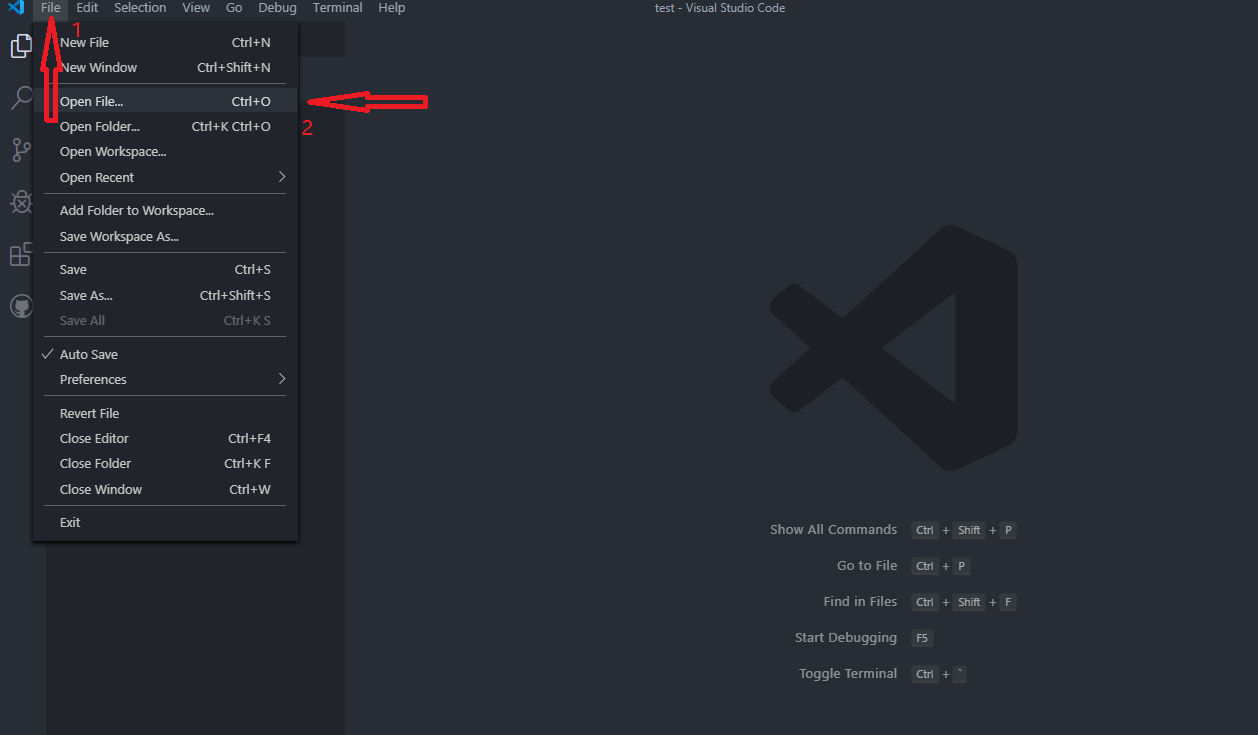 File Edit Selection View Go Debug Terminal Help test - Visual Studio Code
1
New File Ctrl+N
New Window Ctrl+Shift+N
Open File... Ctrl+O
2
Open Folder... Ctrl+K Ctrl+O
Open Workspace...
Open Recent
Add Folder to Workspace...
Save Workspace As...
Save Ctrl+S
Save As... Ctrl+Shift+S
Save All Ctrl+K S
Auto Save
Preferences
Revert File
Close Editor Ctrl+F4
Close Folder Ctrl+K F
Close Window Ctrl+W
Exit
Show All Commands Ctrl + Shift + P
Go to File Ctrl + P
Find in Files Ctrl + Shift + F
Start Debugging F5
Toggle Terminal Ctrl + `